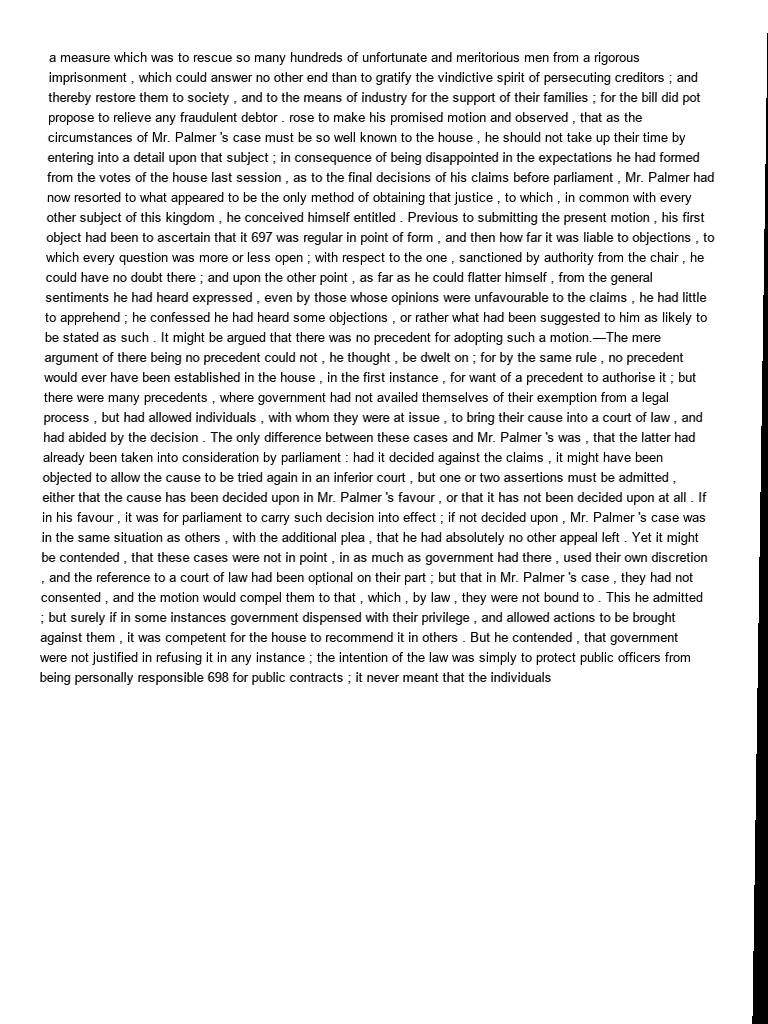 a measure which was to rescue so many hundreds of unfortunate and meritorious men from a rigorous
imprisonment , which could answer no other end than to gratify the vindictive spirit of persecuting creditors ; and
thereby restore them to society , and to the means of industry for the support of their families ; for the bill did pot
propose to relieve any fraudulent debtor . rose to make his promised motion and observed , that as the
circumstances of Mr. Palmer 's case must be so well known to the house , he should not take up their time by
entering into a detail upon that subject ; in consequence of being disappointed in the expectations he had formed
from the votes of the house last session , as to the final decisions of his claims before parliament , Mr. Palmer had
now resorted to what appeared to be the only method of obtaining that justice , to which , in common with every
other subject of this kingdom , he conceived himself entitled . Previous to submitting the present motion , his first
object had been to ascertain that it 697 was regular in point of form , and then how far it was liable to objections , to
which every question was more or less open ; with respect to the one , sanctioned by authority from the chair , he
could have no doubt there ; and upon the other point , as far as he could flatter himself , from the general
sentiments he had heard expressed , even by those whose opinions were unfavourable to the claims , he had little
to apprehend ; he confessed he had heard some objections , or rather what had been suggested to him as likely to
be stated as such . It might be argued that there was no precedent for adopting such a motion.—The mere
argument of there being no precedent could not , he thought , be dwelt on ; for by the same rule , no precedent
would ever have been established in the house , in the first instance , for want of a precedent to authorise it ; but
there were many precedents , where government had not availed themselves of their exemption from a legal
process , but had allowed individuals , with whom they were at issue , to bring their cause into a court of law , and
had abided by the decision . The only difference between these cases and Mr. Palmer 's was , that the latter had
already been taken into consideration by parliament : had it decided against the claims , it might have been
objected to allow the cause to be tried again in an inferior court , but one or two assertions must be admitted ,
either that the cause has been decided upon in Mr. Palmer 's favour , or that it has not been decided upon at all . If
in his favour , it was for parliament to carry such decision into effect ; if not decided upon , Mr. Palmer 's case was
in the same situation as others , with the additional plea , that he had absolutely no other appeal left . Yet it might
be contended , that these cases were not in point , in as much as government had there , used their own discretion
, and the reference to a court of law had been optional on their part ; but that in Mr. Palmer 's case , they had not
consented , and the motion would compel them to that , which , by law , they were not bound to . This he admitted
; but surely if in some instances government dispensed with their privilege , and allowed actions to be brought
against them , it was competent for the house to recommend it in others . But he contended , that government
were not justified in refusing it in any instance ; the intention of the law was simply to protect public officers from
being personally responsible 698 for public contracts ; it never meant that the individuals